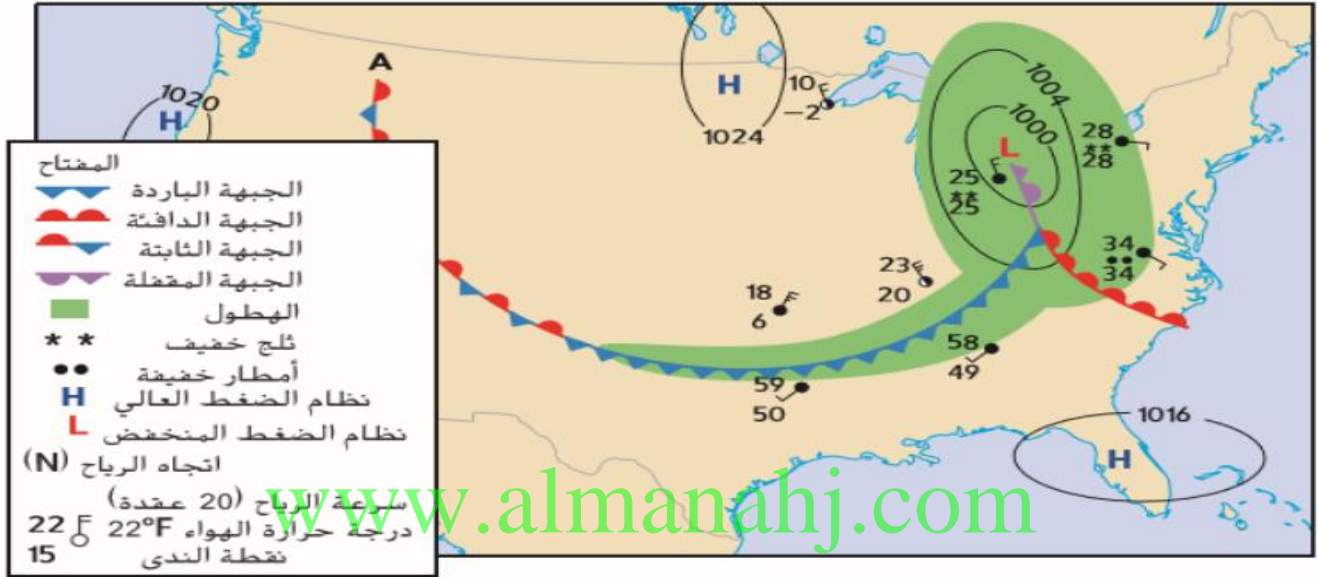 A
1020
H
H
1024
10
-2
1004
1000
L
28
**
28
25
**
25
34
••
34
23
20
18
6
58
49
59
50
1016
H
المفتاح
الجبهة الباردة
الجبهة الدافئة
الجبهة الثابتة
الجبهة المقفلة
الهطول
* * ثلج خفيف
•• أمطار خفيفة
H نظام الضغط العالي
L نظام الضغط المنخفض
اتجاه الرياح (N)
سرعة الرياح (20 عقدة)
22 درجة حرارة الهواء 22°F
15 نقطة الندى
www.almanahj.com